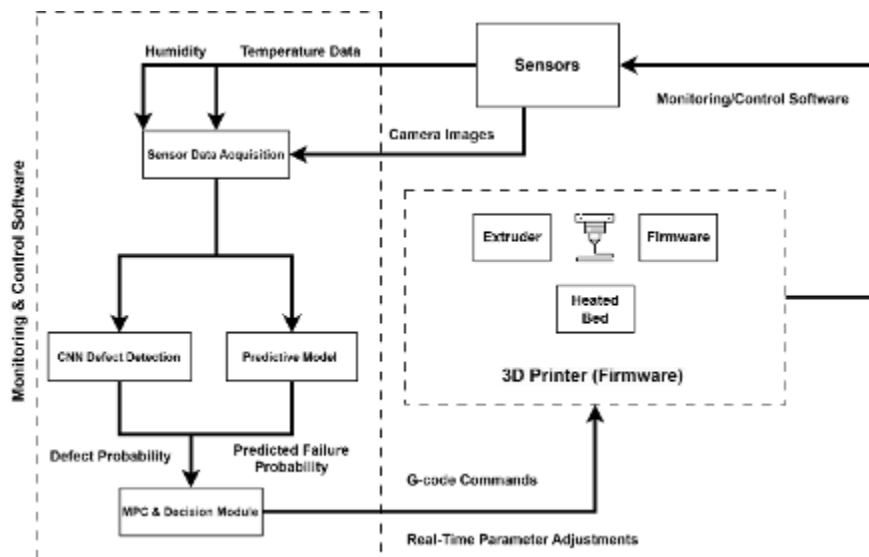 Humidity
Temperature Data
Sensors
Monitoring/Control Software
Camera Images
Sensor Data Acquisition
Monitoring & Control Software
Extruder
Firmware
Heated
Bed
3D Printer (Firmware)
CNN Defect Detection
Predictive Model
Defect Probability
Predicted Failure
Probability
MPC & Decision Module
G-code Commands
Real-Time Parameter Adjustments